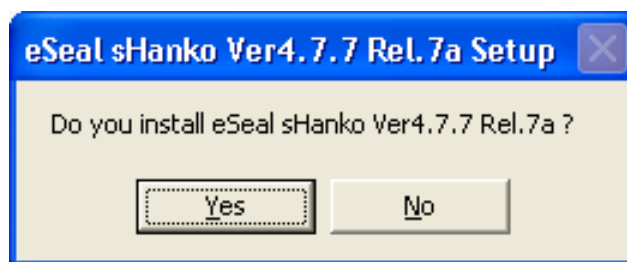 eSeal sHanko Ver4.7.7 Rel.7a Setup
Do you install eSeal sHanko Ver4.7.7 Rel.7a ?
Yes
No